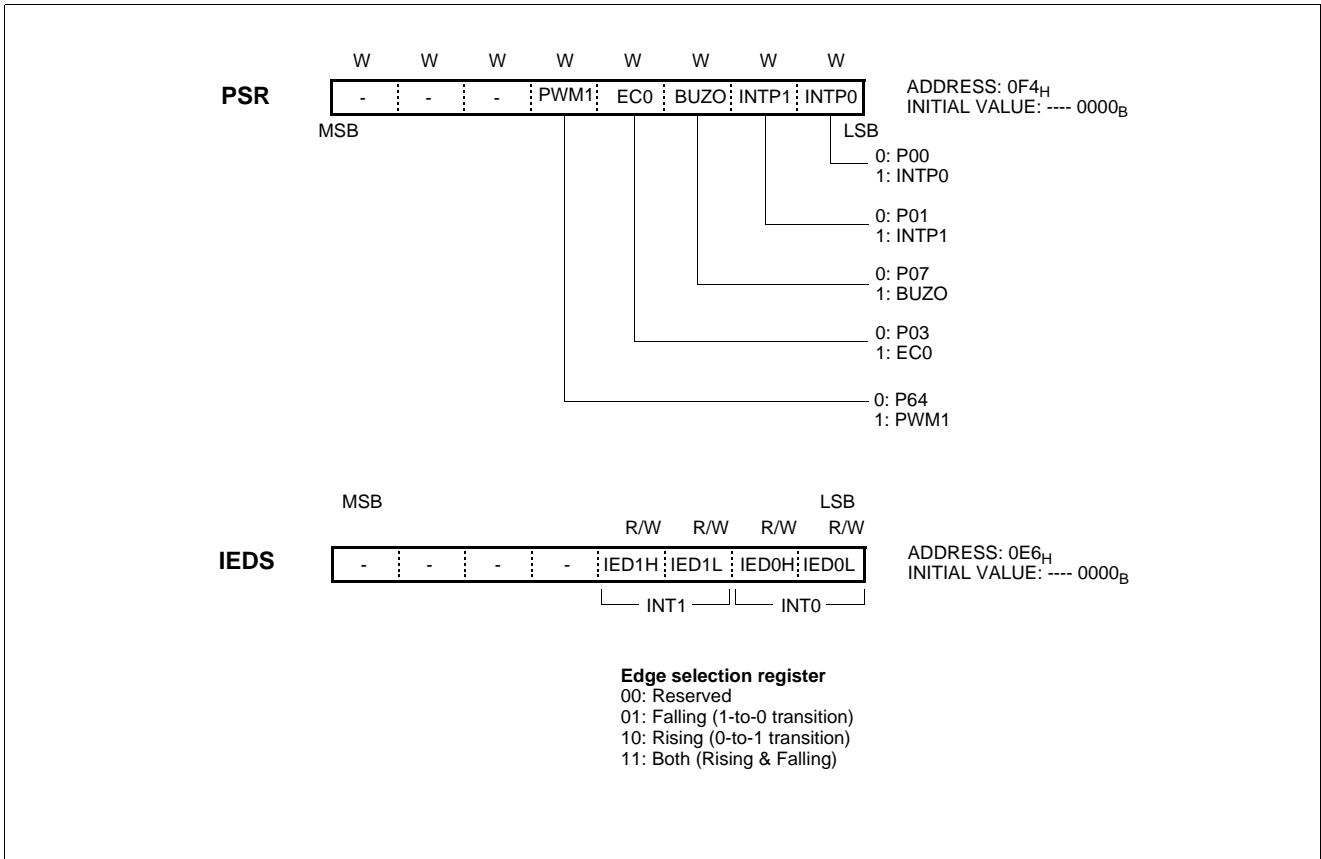 W W W W W W W W
PSR - - - PWM1 EC0 BUZO INTP1 INTP0 ADDRESS: 0F4H
INITIAL VALUE: ---- 0000B
MSB LSB
0: P00
1: INTP0
0: P01
1: INTP1
0: P07
1: BUZO
0: P03
1: EC0
0: P64
1: PWM1
MSB LSB
R/W R/W R/W R/W
IEDS - - - - IED1H IED1L IED0H IED0L ADDRESS: 0E6H
INITIAL VALUE: ---- 0000B
INT1 INT0
Edge selection register
00: Reserved
01: Falling (1-to-0 transition)
10: Rising (0-to-1 transition)
11: Both (Rising & Falling)